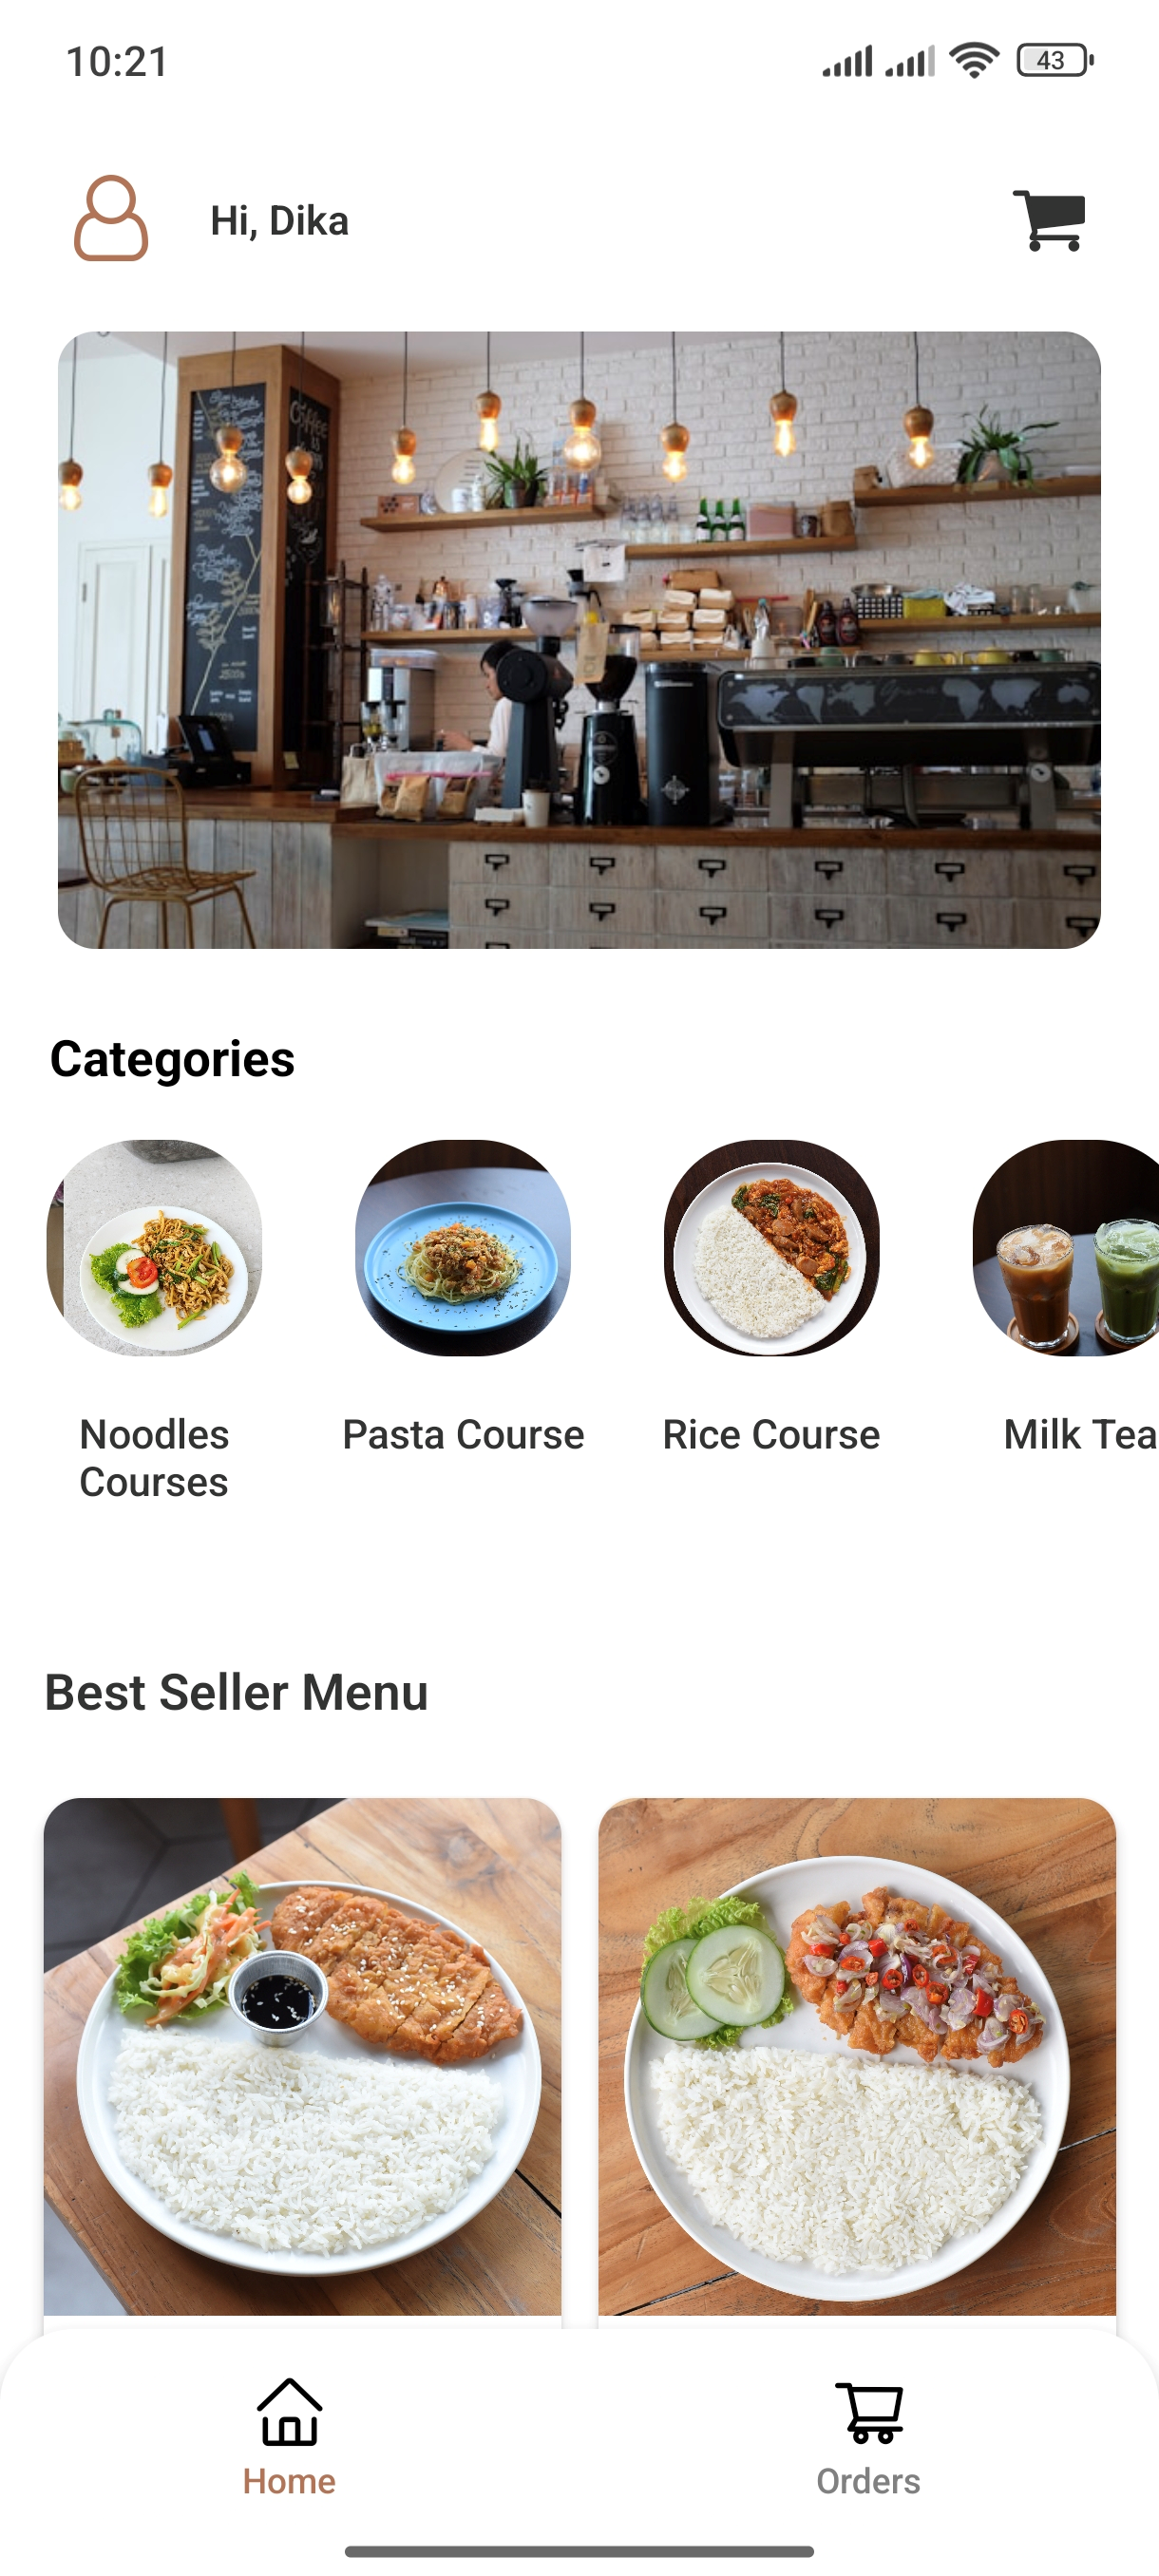 10:21
43
Hi, Dika
Coffee
Categories
Noodles
Courses
Pasta Course
Rice Course
Milk Tea
Best Seller Menu
Home
Orders